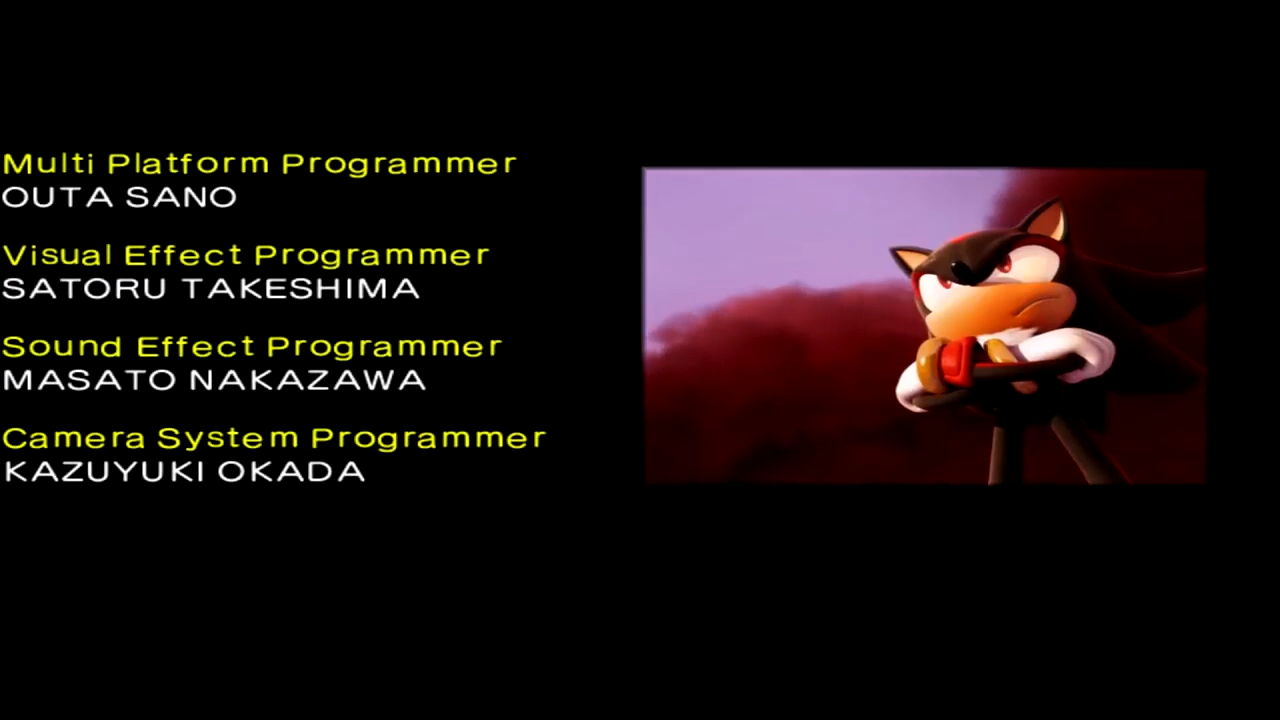 Multi Platform Programmer
OUTA SANO
Visual Effect Programmer
SATORU TAKESHIMA
Sound Effect Programmer
MASATO NAKAZAWA
Camera System Programmer
KAZUYUKI OKADA